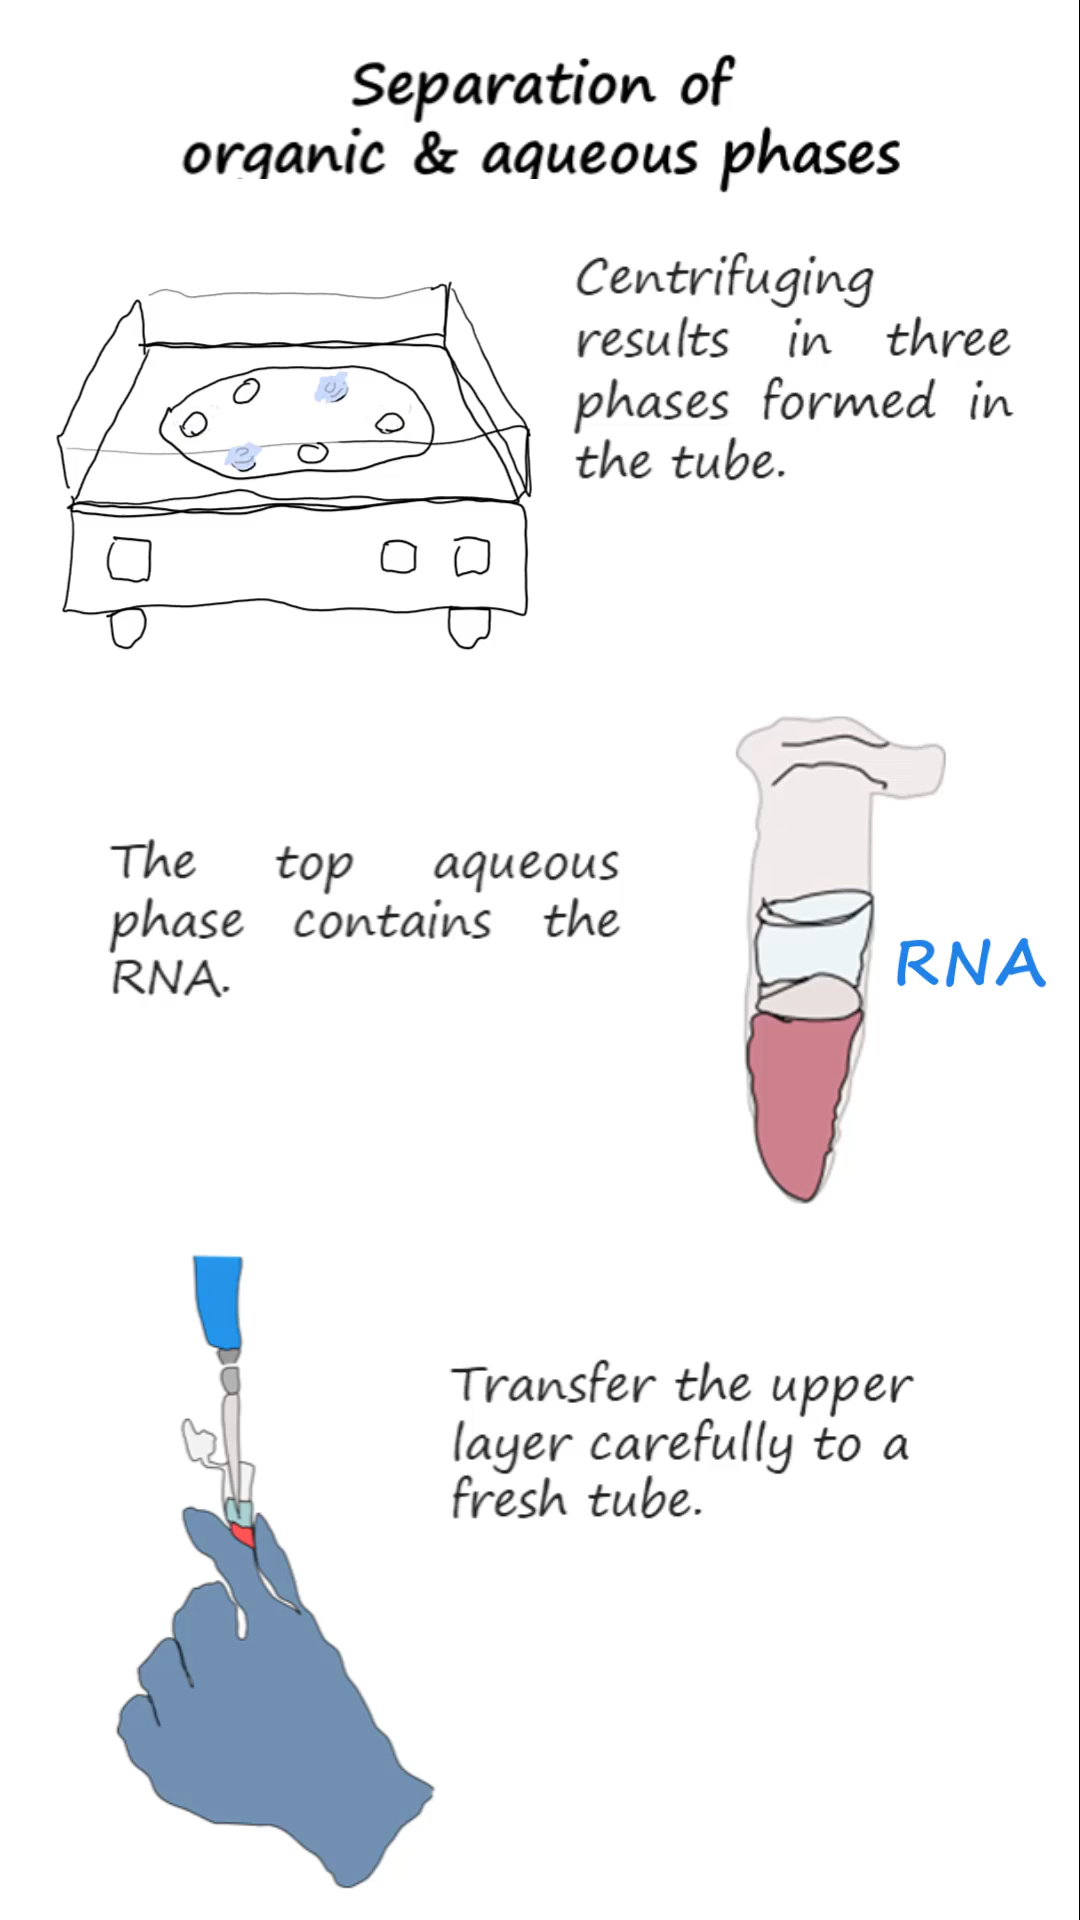 Separation of
organic & aqueous phases
Centrifuging
results in three
phases formed in
the tube.
The top aqueous
phase contains the
RNA.
RNA
Transfer the upper
layer carefully to a
fresh tube.